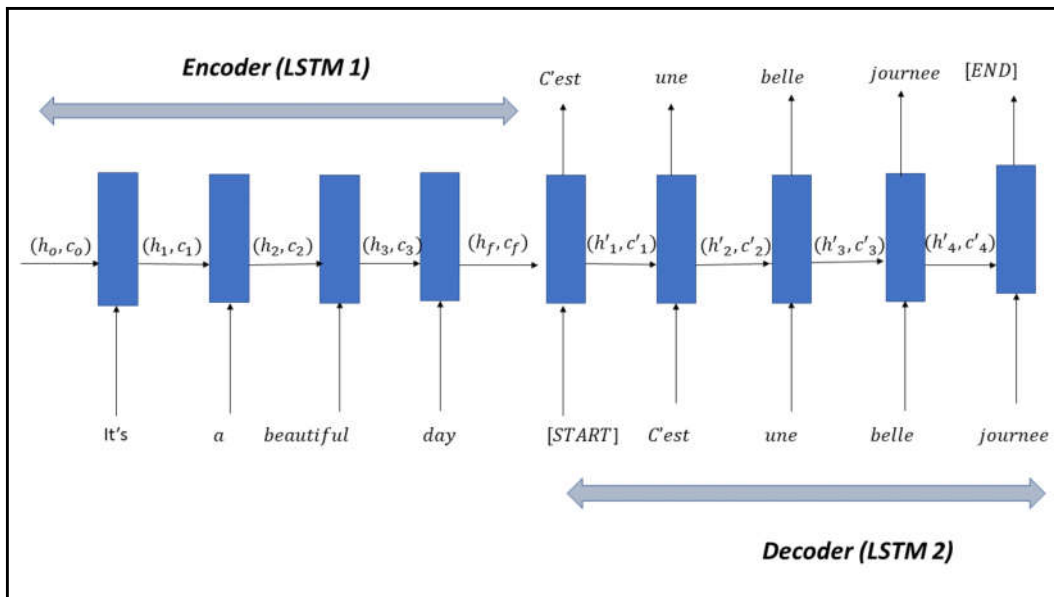 Encoder (LSTM 1)
C'est une belle journee [END]
(h_o, c_o) (h_1, c_1) (h_2, c_2) (h_3, c_3) (h_f, c_f) (h'_1, c'_1) (h'_2, c'_2) (h'_3, c'_3) (h'_4, c'_4)
It's a beautiful day [START] C'est une belle journee
Decoder (LSTM 2)